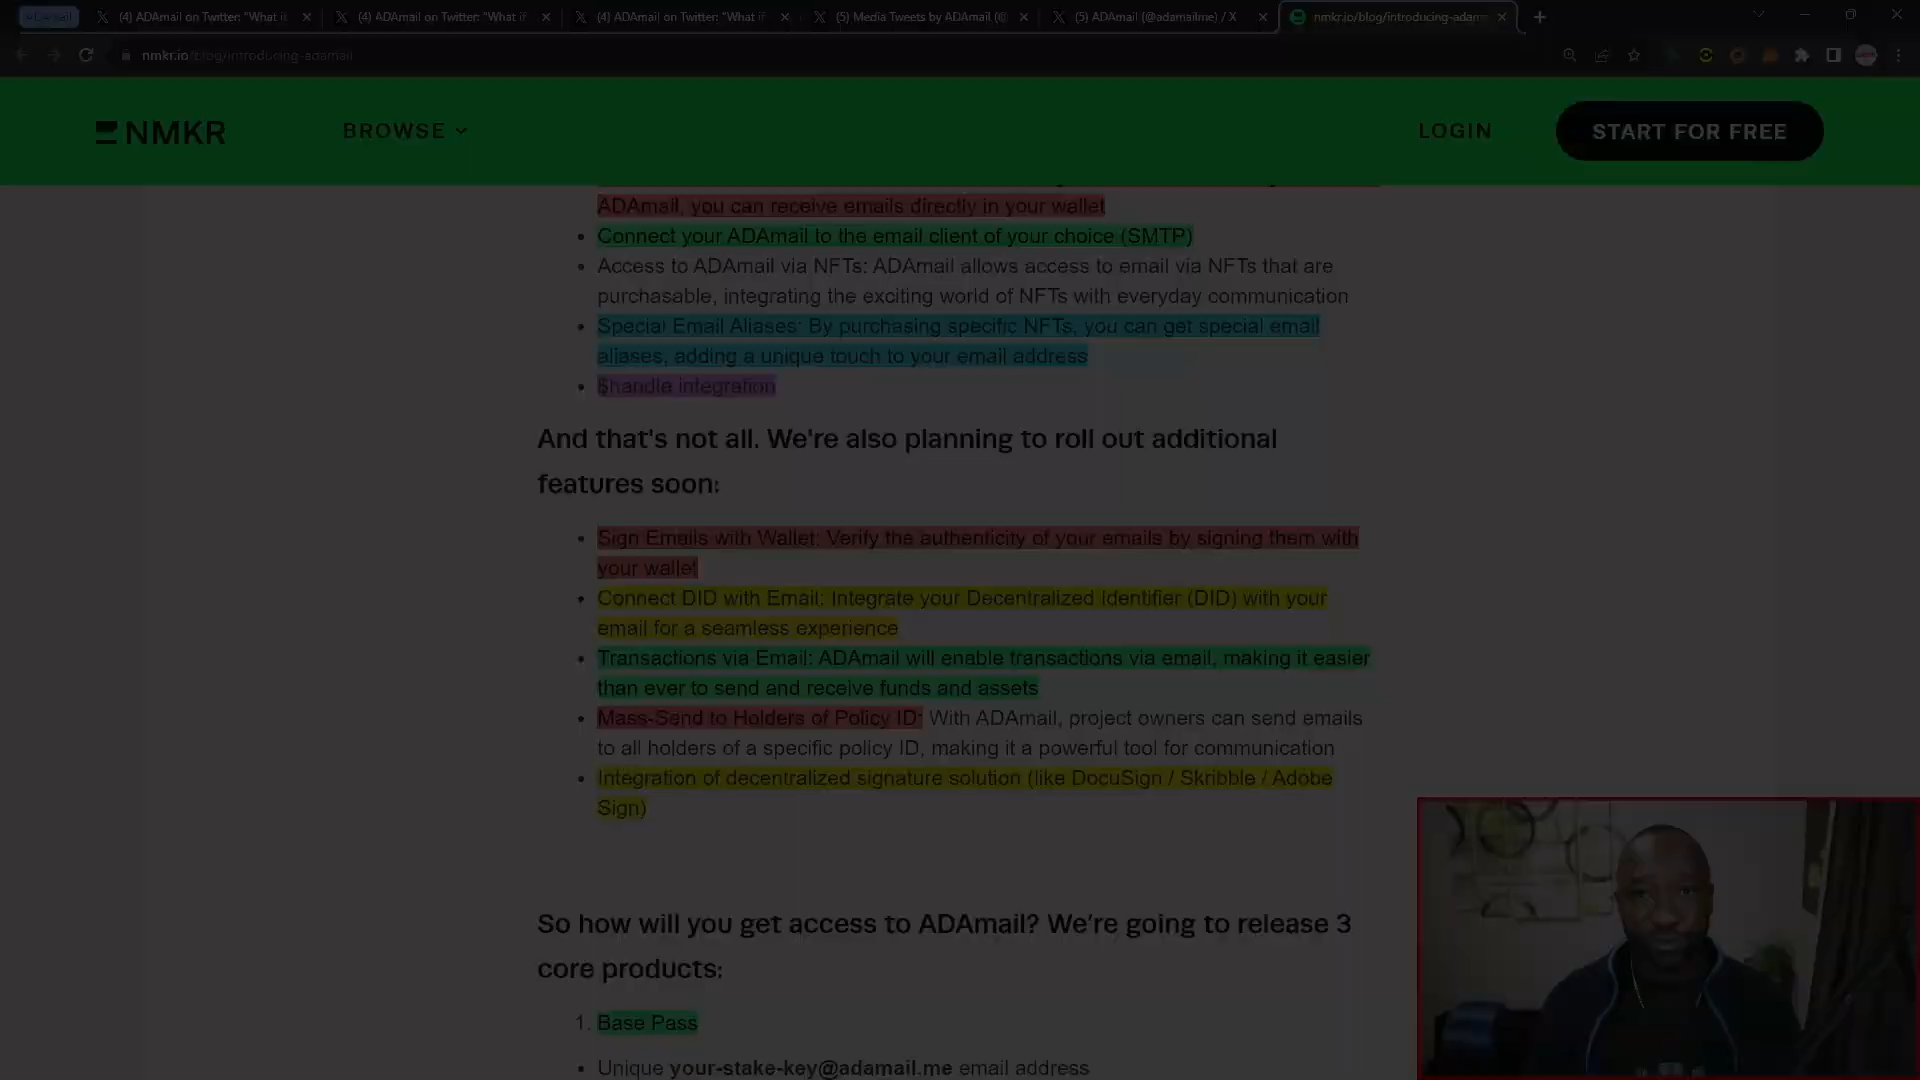 ADAmail
(4) ADAmail on Twitter: "What if
(4) ADAmail on Twitter: "What if
(4) ADAmail on Twitter: "What if
(5) Media Tweets by ADAmail (@
(5) ADAmail (@adamailme) / X
nmkr.io/blog/introducing-adam
nmkr.io/blog/introducing-adamail
NMKR
BROWSE
LOGIN
START FOR FREE
ADAmail, you can receive emails directly in your wallet
• Connect your ADAmail to the email client of your choice (SMTP)
• Access to ADAmail via NFTs: ADAmail allows access to email via NFTs that are
purchasable, integrating the exciting world of NFTs with everyday communication
• Special Email Aliases: By purchasing specific NFTs, you can get special email
aliases, adding a unique touch to your email address
• $handle integration
And that's not all. We're also planning to roll out additional
features soon:
• Sign Emails with Wallet: Verify the authenticity of your emails by signing them with
your wallet
• Connect DID with Email: Integrate your Decentralized Identifier (DID) with your
email for a seamless experience
• Transactions via Email: ADAmail will enable transactions via email, making it easier
than ever to send and receive funds and assets
• Mass-Send to Holders of Policy ID: With ADAmail, project owners can send emails
to all holders of a specific policy ID, making it a powerful tool for communication
• Integration of decentralized signature solution (like DocuSign / Skribble / Adobe
Sign)
So how will you get access to ADAmail? We're going to release 3
core products:
1. Base Pass
• Unique your-stake-key@adamail.me email address